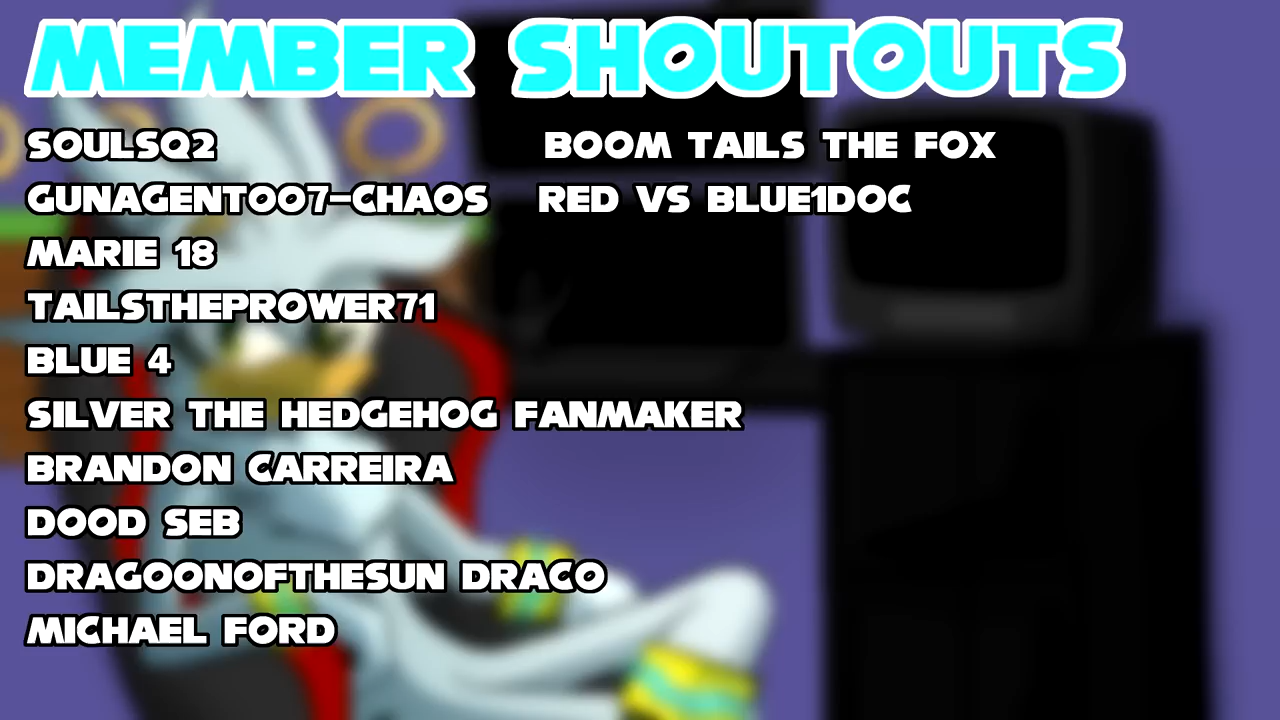 MEMBER SHOUTOUTS
SOULSQ2
GUNAGENT007-CHAOS
MARIE 18
TAILSTHEPROWER71
BLUE 4
SILVER THE HEDGEHOG FANMAKER
BRANDON CARREIRA
DOOD SEB
DRAGOONOFTHESUN DRACO
MICHAEL FORD
BOOM TAILS THE FOX
RED VS BLUE1DOC